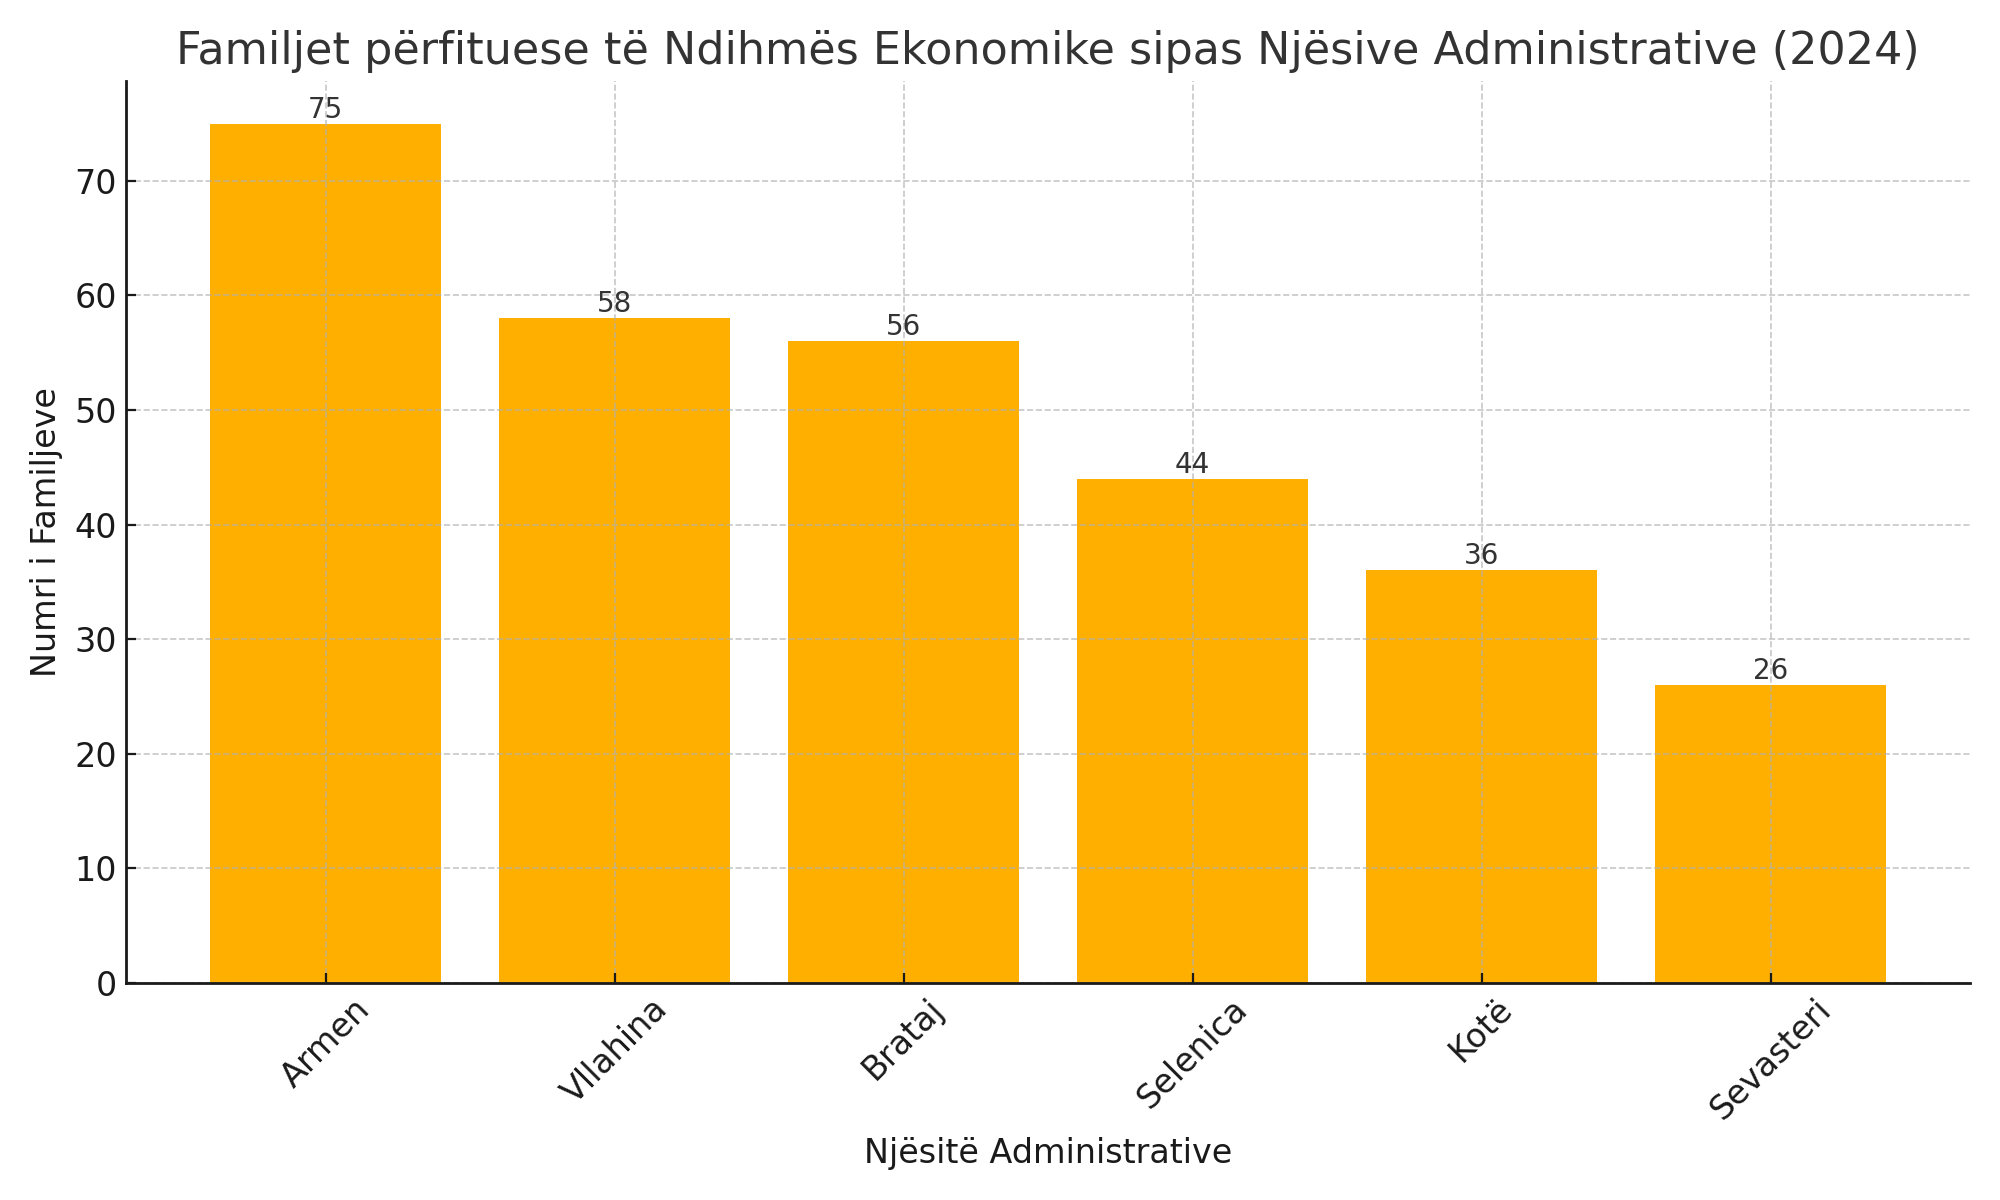 Familjet përfituese të Ndihmës Ekonomike sipas Njësive Administrative (2024)
75
58
56
44
36
26
70
60
50
40
30
20
10
0
Numri i Familjeve
Armen
Vllahina
Brataj
Selenica
Kotë
Sevasteri
Njësitë Administrative